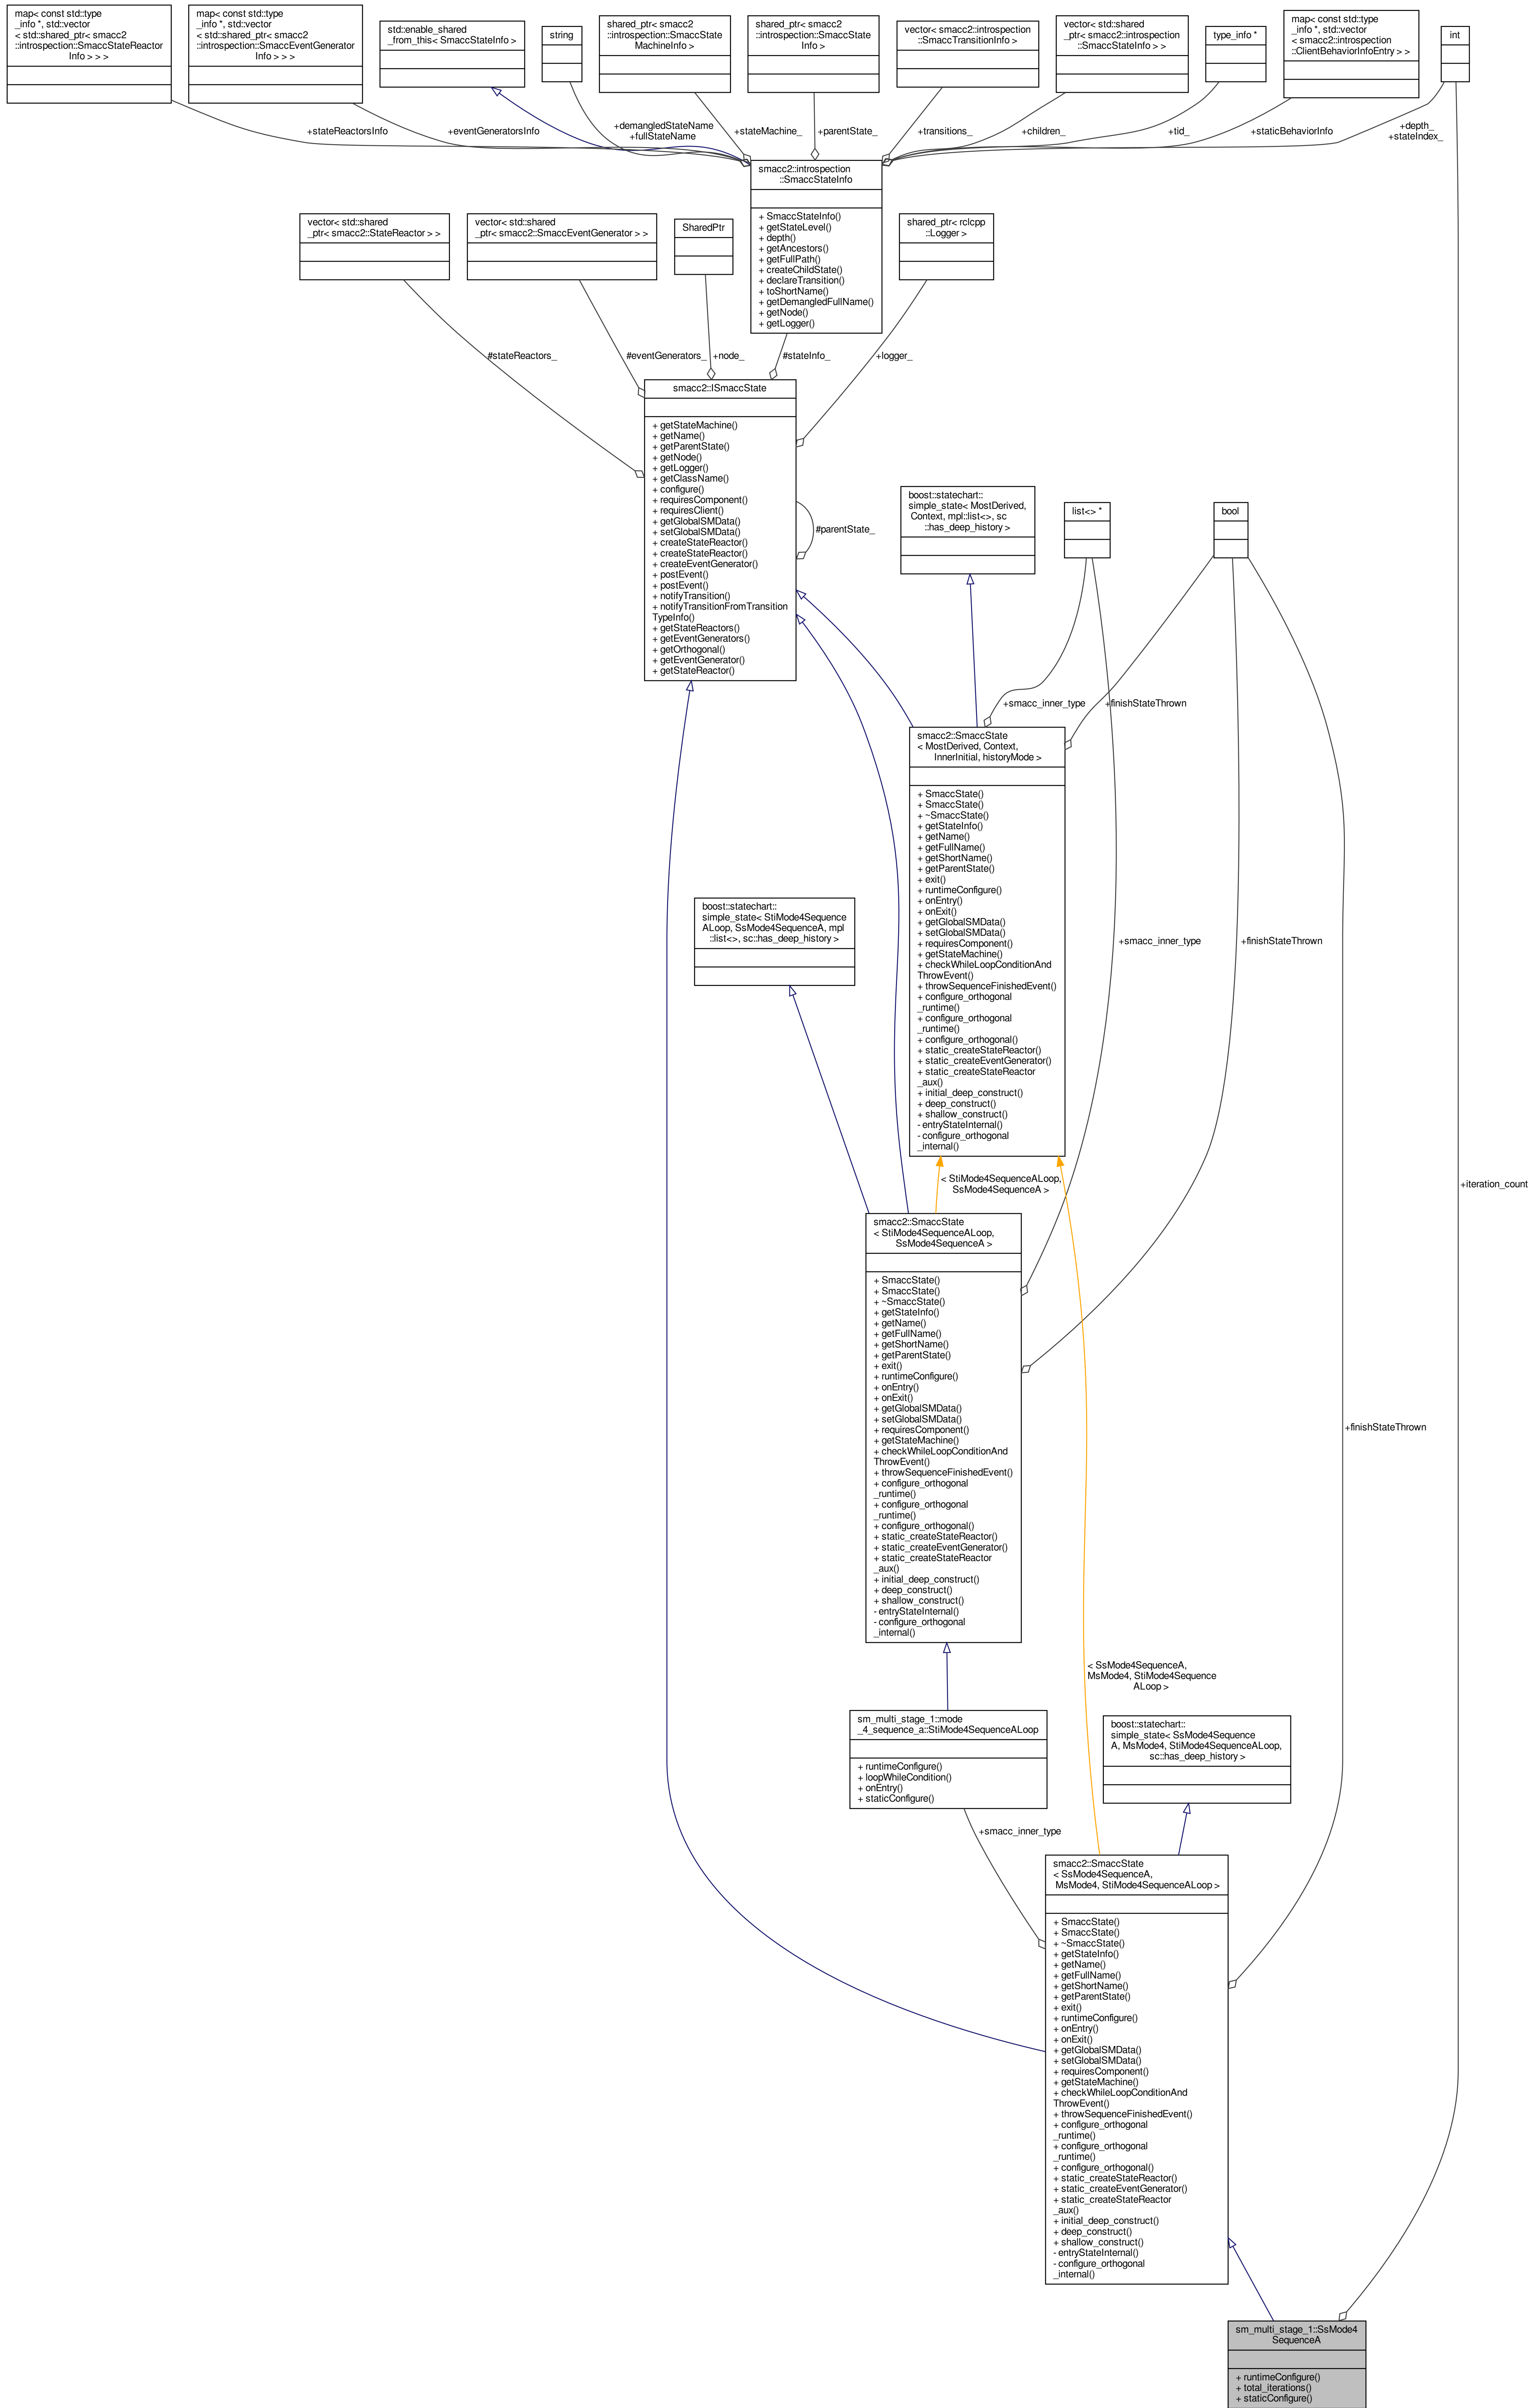 map< const std::type
_info *, std::vector
< std::shared_ptr< smacc2
::introspection::SmaccStateReactor
Info > > >
map< const std::type
_info *, std::vector
< std::shared_ptr< smacc2
::introspection::SmaccEventGenerator
Info > > >
std::enable_shared
_from_this< SmaccStateInfo >
string
shared_ptr< smacc2
::introspection::SmaccState
MachineInfo >
shared_ptr< smacc2
::introspection::SmaccState
Info >
vector< smacc2::introspection
::SmaccTransitionInfo >
vector< std::shared
_ptr< smacc2::introspection
::SmaccStateInfo > >
type_info *
map< const std::type
_info *, std::vector
< smacc2::introspection
::ClientBehaviorInfoEntry > >
int
+stateReactorsInfo
+eventGeneratorsInfo
+demangledStateName
+fullStateName
+stateMachine_
+parentState_
+transitions_
+children_
+tid_
+staticBehaviorInfo
+depth_
+stateIndex_
smacc2::introspection
::SmaccStateInfo
+ SmaccStateInfo()
+ getStateLevel()
+ depth()
+ getAncestors()
+ getFullPath()
+ createChildState()
+ declareTransition()
+ toShortName()
+ getDemangledFullName()
+ getNode()
+ getLogger()
vector< std::shared
_ptr< smacc2::StateReactor > >
vector< std::shared
_ptr< smacc2::SmaccEventGenerator > >
SharedPtr
shared_ptr< rclcpp
::Logger >
#stateReactors_
#eventGenerators_
+node_
#stateInfo_
+logger_
smacc2::ISmaccState
+ getStateMachine()
+ getName()
+ getParentState()
+ getNode()
+ getLogger()
+ getClassName()
+ configure()
+ requiresComponent()
+ requiresClient()
+ getGlobalSMData()
+ setGlobalSMData()
+ createStateReactor()
+ createStateReactor()
+ createEventGenerator()
+ postEvent()
+ postEvent()
+ notifyTransition()
+ notifyTransitionFromTransition
TypeInfo()
+ getStateReactors()
+ getEventGenerators()
+ getOrthogonal()
+ getEventGenerator()
+ getStateReactor()
#parentState_
boost::statechart::
simple_state< MostDerived,
Context, mpl::list<>, sc
::has_deep_history >
list<> *
bool
+smacc_inner_type
+finishStateThrown
smacc2::SmaccState
< MostDerived, Context,
InnerInitial, historyMode >
+ SmaccState()
+ SmaccState()
+ ~SmaccState()
+ getStateInfo()
+ getName()
+ getFullName()
+ getShortName()
+ getParentState()
+ exit()
+ runtimeConfigure()
+ onEntry()
+ onExit()
+ getGlobalSMData()
+ setGlobalSMData()
+ requiresComponent()
+ getStateMachine()
+ checkWhileLoopConditionAnd
ThrowEvent()
+ throwSequenceFinishedEvent()
+ configure_orthogonal
_runtime()
+ configure_orthogonal
_runtime()
+ configure_orthogonal()
+ static_createStateReactor()
+ static_createEventGenerator()
+ static_createStateReactor
_aux()
+ initial_deep_construct()
+ deep_construct()
+ shallow_construct()
- entryStateInternal()
- configure_orthogonal
_internal()
boost::statechart::
simple_state< StiMode4Sequence
ALoop, SsMode4SequenceA, mpl
::list<>, sc::has_deep_history >
+smacc_inner_type
+finishStateThrown
< StiMode4SequenceALoop,
SsMode4SequenceA >
+iteration_count
smacc2::SmaccState
< StiMode4SequenceALoop,
SsMode4SequenceA >
+ SmaccState()
+ SmaccState()
+ ~SmaccState()
+ getStateInfo()
+ getName()
+ getFullName()
+ getShortName()
+ getParentState()
+ exit()
+ runtimeConfigure()
+ onEntry()
+ onExit()
+ getGlobalSMData()
+ setGlobalSMData()
+ requiresComponent()
+ getStateMachine()
+ checkWhileLoopConditionAnd
ThrowEvent()
+ throwSequenceFinishedEvent()
+ configure_orthogonal
_runtime()
+ configure_orthogonal
_runtime()
+ configure_orthogonal()
+ static_createStateReactor()
+ static_createEventGenerator()
+ static_createStateReactor
_aux()
+ initial_deep_construct()
+ deep_construct()
+ shallow_construct()
- entryStateInternal()
- configure_orthogonal
_internal()
+finishStateThrown
< SsMode4SequenceA,
MsMode4, StiMode4Sequence
ALoop >
sm_multi_stage_1::mode
_4_sequence_a::StiMode4SequenceALoop
+ runtimeConfigure()
+ loopWhileCondition()
+ onEntry()
+ staticConfigure()
boost::statechart::
simple_state< SsMode4Sequence
A, MsMode4, StiMode4SequenceALoop,
sc::has_deep_history >
+smacc_inner_type
smacc2::SmaccState
< SsMode4SequenceA,
MsMode4, StiMode4SequenceALoop >
+ SmaccState()
+ SmaccState()
+ ~SmaccState()
+ getStateInfo()
+ getName()
+ getFullName()
+ getShortName()
+ getParentState()
+ exit()
+ runtimeConfigure()
+ onEntry()
+ onExit()
+ getGlobalSMData()
+ setGlobalSMData()
+ requiresComponent()
+ getStateMachine()
+ checkWhileLoopConditionAnd
ThrowEvent()
+ throwSequenceFinishedEvent()
+ configure_orthogonal
_runtime()
+ configure_orthogonal
_runtime()
+ configure_orthogonal()
+ static_createStateReactor()
+ static_createEventGenerator()
+ static_createStateReactor
_aux()
+ initial_deep_construct()
+ deep_construct()
+ shallow_construct()
- entryStateInternal()
- configure_orthogonal
_internal()
sm_multi_stage_1::SsMode4
SequenceA
+ runtimeConfigure()
+ total_iterations()
+ staticConfigure()